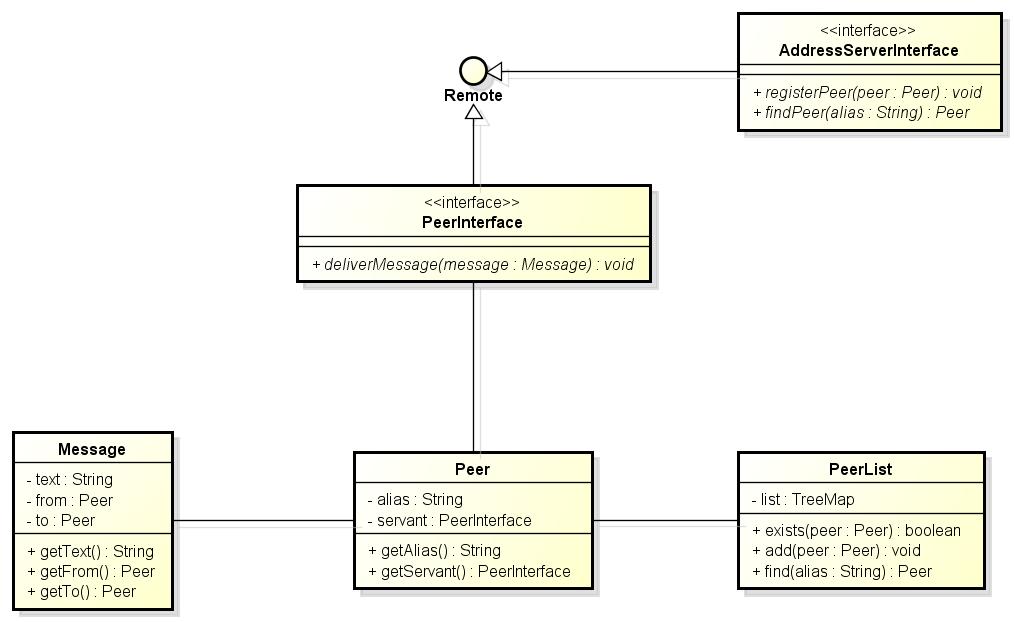 <<interface>>
AddressServerInterface
+ registerPeer(peer : Peer) : void
+ findPeer(alias : String) : Peer
Remote
<<interface>>
PeerInterface
+ deliverMessage(message : Message) : void
Message
- text : String
- from : Peer
- to : Peer
+ getText() : String
+ getFrom() : Peer
+ getTo() : Peer
Peer
- alias : String
- servant : PeerInterface
+ getAlias() : String
+ getServant() : PeerInterface
PeerList
- list : TreeMap
+ exists(peer : Peer) : boolean
+ add(peer : Peer) : void
+ find(alias : String) : Peer